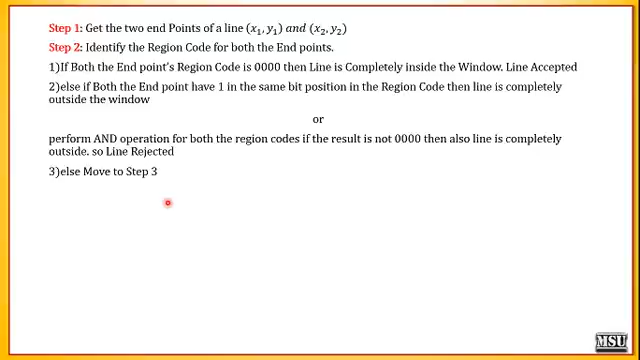 Step 1: Get the two end Points of a line (x₁, y₁) and (x₂, y₂)
Step 2: Identify the Region Code for both the End points.
1)If Both the End point's Region Code is 0000 then Line is Completely inside the Window. Line Accepted
2)else if Both the End point have 1 in the same bit position in the Region Code then line is completely
outside the window
or
perform AND operation for both the region codes if the result is not 0000 then also line is completely
outside. so Line Rejected
3)else Move to Step 3
MSU